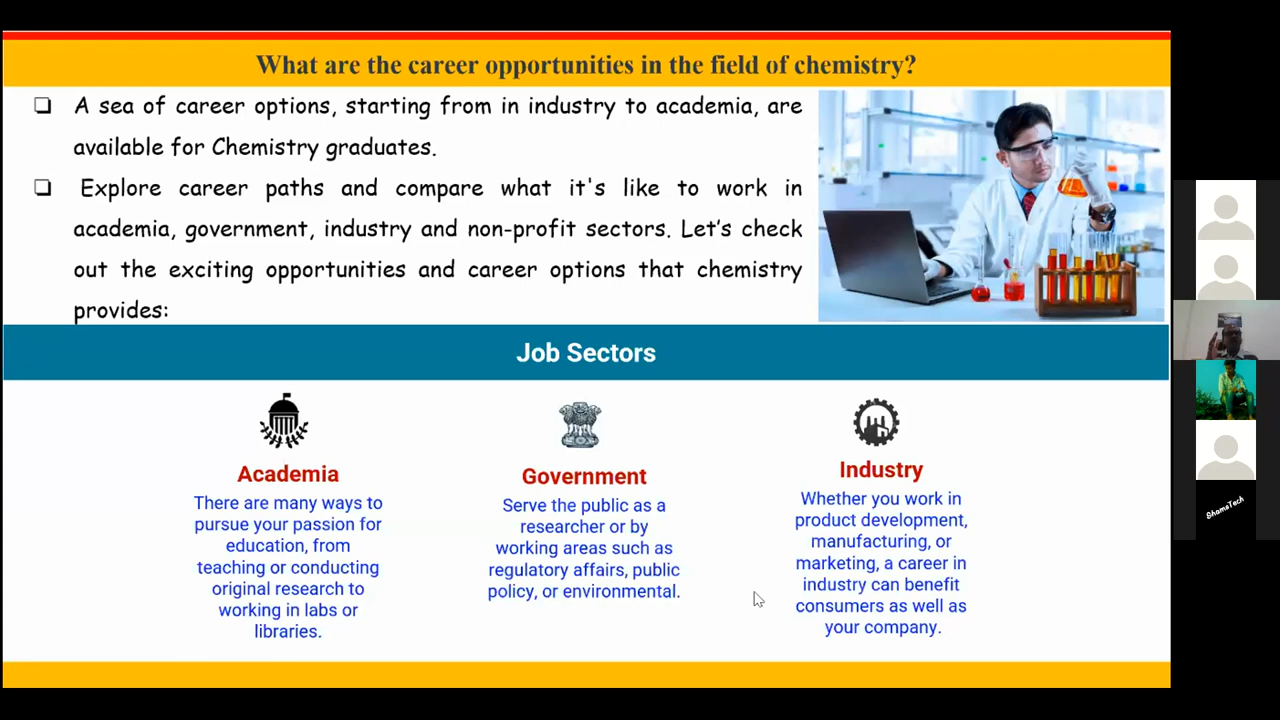 What are the career opportunities in the field of chemistry?
❑ A sea of career options, starting from in industry to academia, are
available for Chemistry graduates.
❑ Explore career paths and compare what it's like to work in
academia, government, industry and non-profit sectors. Let’s check
out the exciting opportunities and career options that chemistry
provides:
Job Sectors
Academia
There are many ways to
pursue your passion for
education, from
teaching or conducting
original research to
working in labs or
libraries.
Government
Serve the public as a
researcher or by
working areas such as
regulatory affairs, public
policy, or environmental.
Industry
Whether you work in
product development,
manufacturing, or
marketing, a career in
industry can benefit
consumers as well as
your company.
ShamsTech